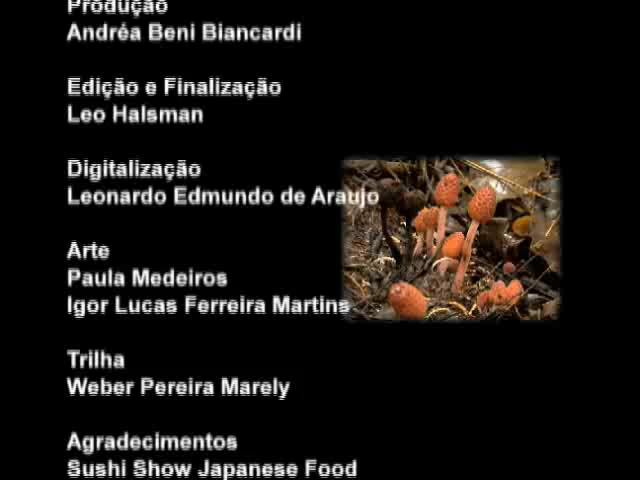 Produção
Andréa Beni Biancardi
Edição e Finalização
Leo Halsman
Digitalização
Leonardo Edmundo de Araujo
Arte
Paula Medeiros
Igor Lucas Ferreira Martins
Trilha
Weber Pereira Marely
Agradecimentos
Sushi Show Japanese Food